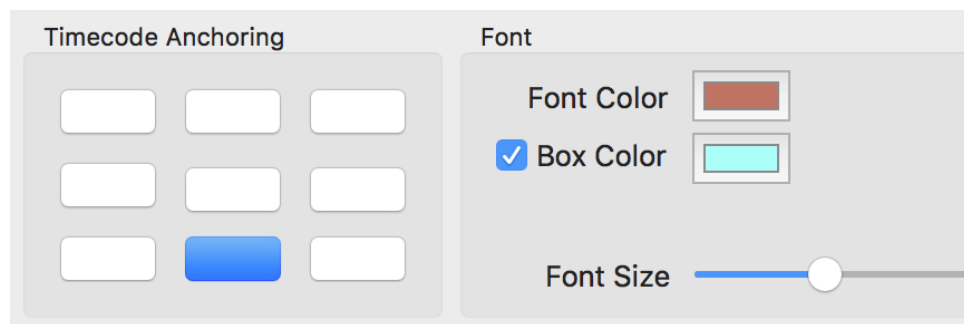 Timecode Anchoring
Font
Font Color
Box Color
Font Size